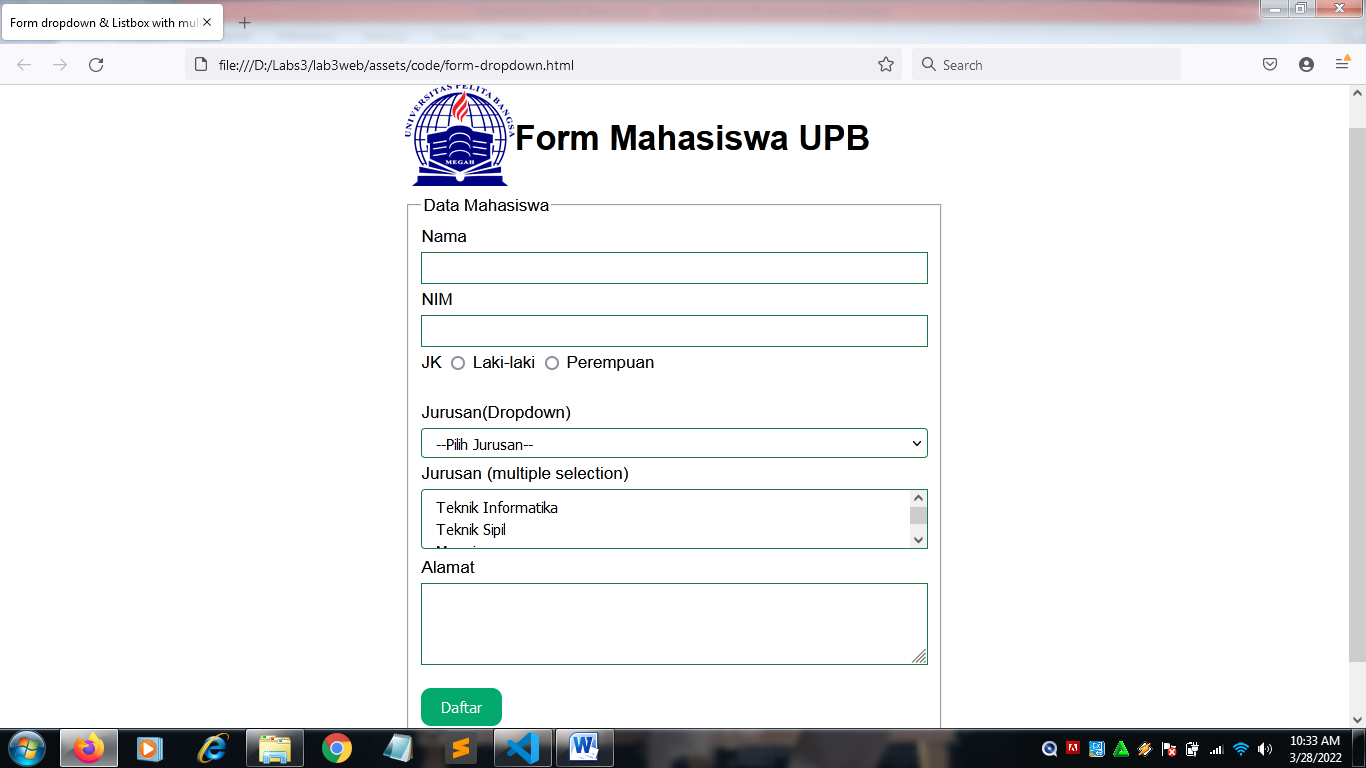 Form dropdown & Listbox with mul
file:///D:/Labs3/lab3web/assets/code/form-dropdown.html
Search
UNIVERSITAS PELITA BANGSA
MEGAH
Form Mahasiswa UPB
Data Mahasiswa
Nama
NIM
JK Laki-laki Perempuan
Jurusan(Dropdown)
--Pilih Jurusan--
Jurusan (multiple selection)
Teknik Informatika
Teknik Sipil
Alamat
Daftar
10:33 AM
3/28/2022